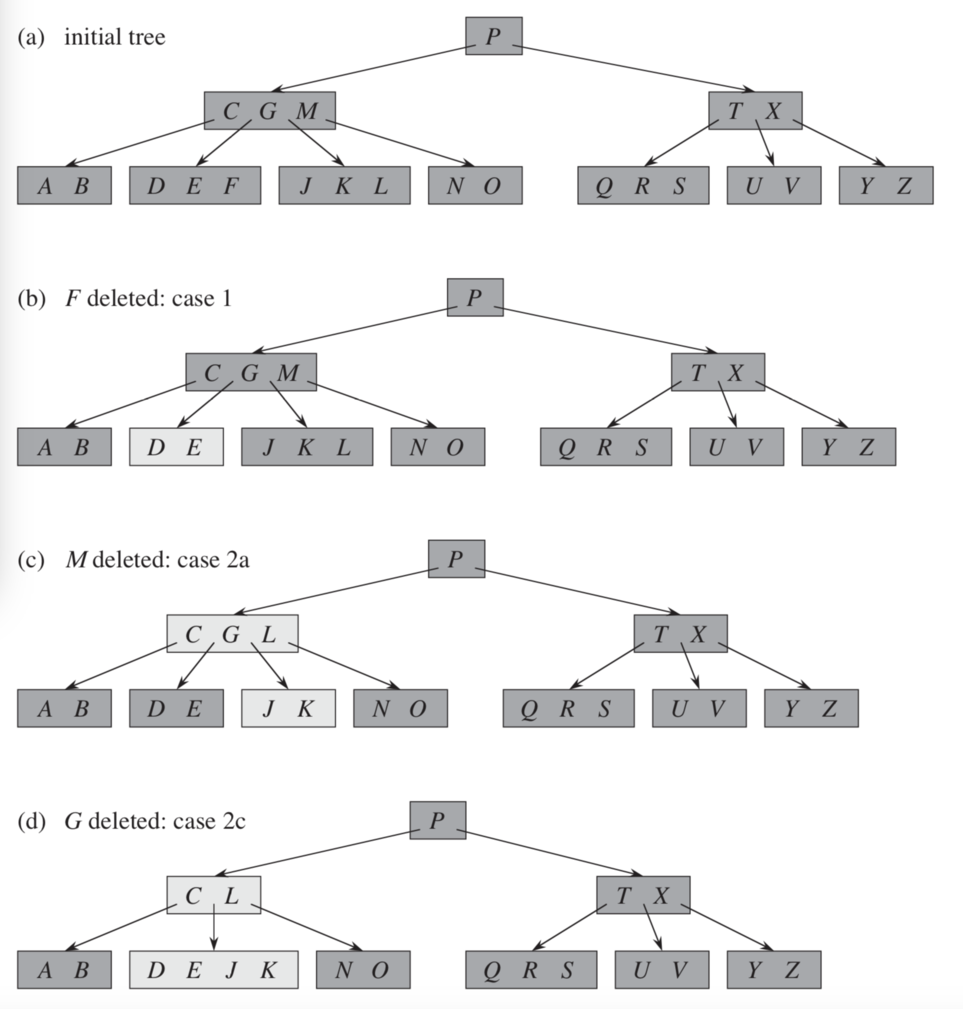 (a) initial tree
P
C G M
T X
A B
D E F
J K L
N O
Q R S
U V
Y Z
(b) F deleted: case 1
P
C G M
T X
A B
D E
J K L
N O
Q R S
U V
Y Z
(c) M deleted: case 2a
P
C G L
T X
A B
D E
J K
N O
Q R S
U V
Y Z
(d) G deleted: case 2c
P
C L
T X
A B
D E J K
N O
Q R S
U V
Y Z